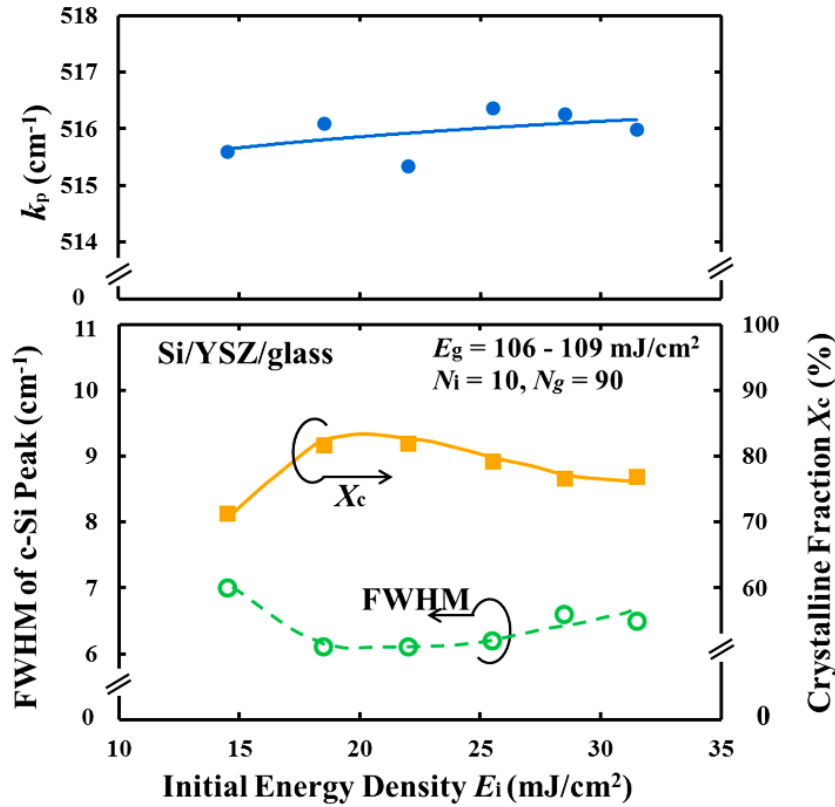 518
517
516
515
514
0
kp (cm-1)
11
10
9
8
7
6
0
FWHM of c-Si Peak (cm-1)
Si/YSZ/glass
Eg = 106 - 109 mJ/cm2
Ni = 10, Ng = 90
Xc
FWHM
100
90
80
70
60
0
Crystalline Fraction Xc (%)
10 15 20 25 30 35
Initial Energy Density Ei (mJ/cm2)